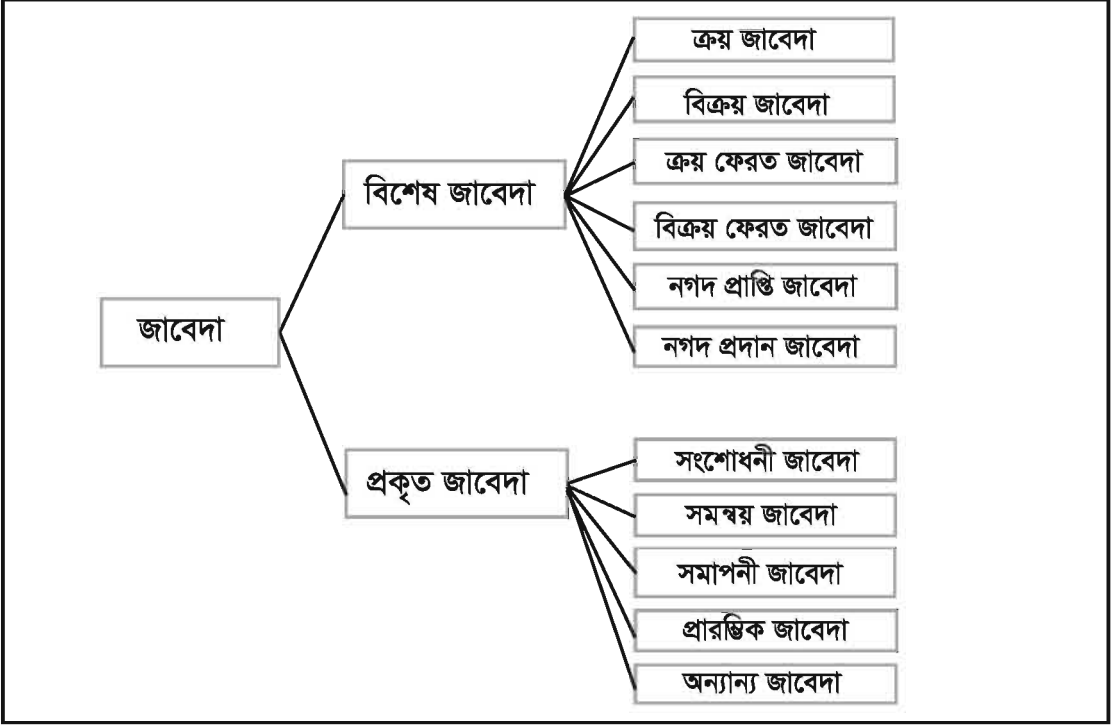 ক্রয় জাবেদা
বিক্রয় জাবেদা
ক্রয় ফেরত জাবেদা
বিশেষ জাবেদা
বিক্রয় ফেরত জাবেদা
নগদ প্রাপ্তি জাবেদা
জাবেদা
নগদ প্রদান জাবেদা
সংশোধনী জাবেদা
প্রকৃত জাবেদা
সমন্বয় জাবেদা
সমাপনী জাবেদা
প্রারম্ভিক জাবেদা
অন্যান্য জাবেদা